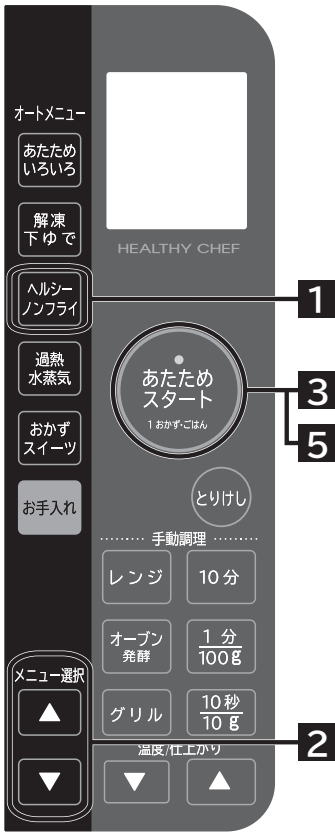 オートメニュー
あたため
いろいろ
解凍
下ゆで
HEALTHY CHEF
ヘルシー
ノンフライ
1
過熱
水蒸気
あたため
スタート
1 おかず・ごはん
3
5
おかず
スイーツ
お手入れ
とりけし
手動調理
レンジ
10分
オーブン
発酵
1 分
100g
メニュー選択
▲
▼
2
グリル
10秒
10 g
温度/仕上がり
▼
▲